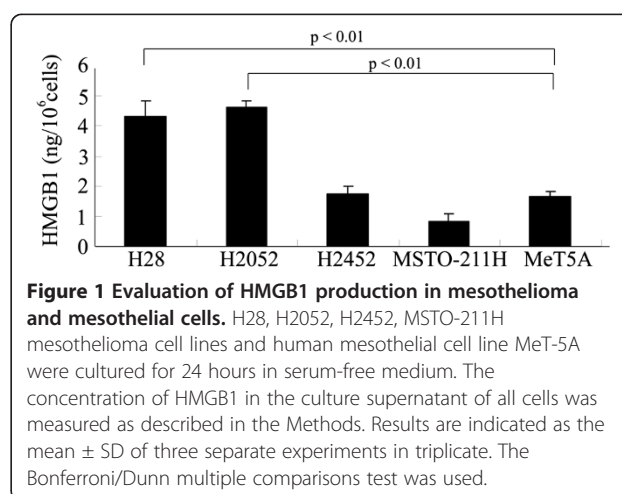 p < 0.01
p < 0.01
6
5
4
3
2
1
0
HMGB1 (ng/10⁶cells)
H28 H2052 H2452 MSTO-211H MeT5A
Figure 1 Evaluation of HMGB1 production in mesothelioma
and mesothelial cells. H28, H2052, H2452, MSTO-211H
mesothelioma cell lines and human mesothelial cell line MeT-5A
were cultured for 24 hours in serum-free medium. The
concentration of HMGB1 in the culture supernatant of all cells was
measured as described in the Methods. Results are indicated as the
mean ± SD of three separate experiments in triplicate. The
Bonferroni/Dunn multiple comparisons test was used.